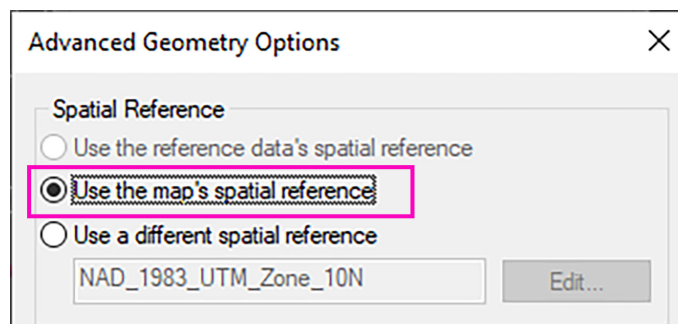 Advanced Geometry Options
Spatial Reference
Use the reference data's spatial reference
Use the map's spatial reference
Use a different spatial reference
NAD_1983_UTM_Zone_10N
Edit...